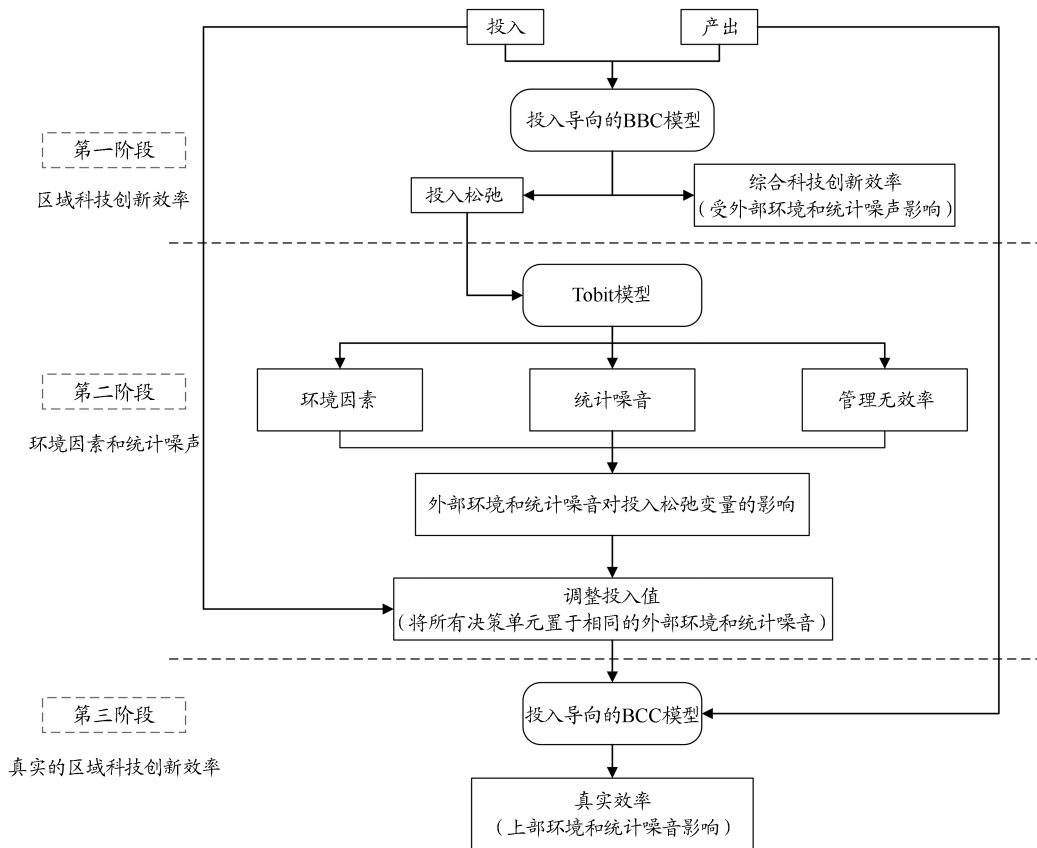 投入
产出
投入导向的BBC模型
第一阶段
区域科技创新效率
投入松弛
综合科技创新效率
（受外部环境和统计噪声影响）
Tobit模型
第二阶段
环境因素和统计噪声
环境因素
统计噪音
管理无效率
外部环境和统计噪音对投入松弛变量的影响
调整投入值
（将所有决策单元置于相同的外部环境和统计噪音）
第三阶段
真实的区域科技创新效率
投入导向的BCC模型
真实效率
（上部环境和统计噪音影响）